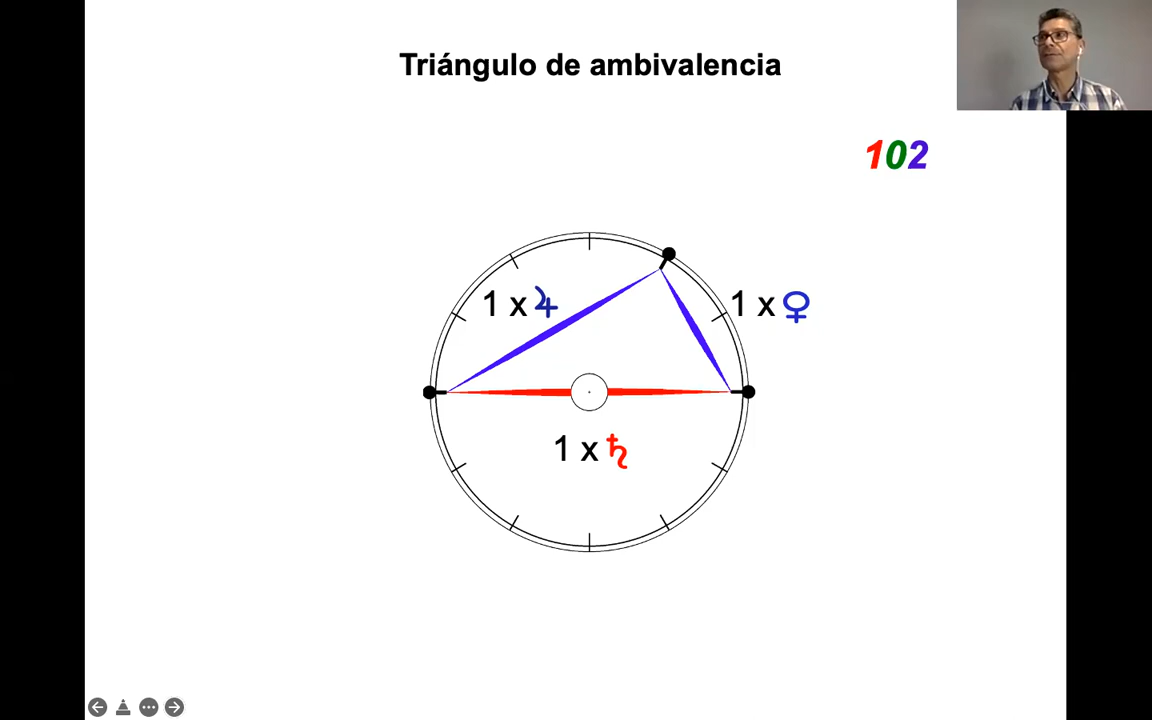 Triángulo de ambivalencia
102
1 x ♃
1 x ♀
1 x ♄